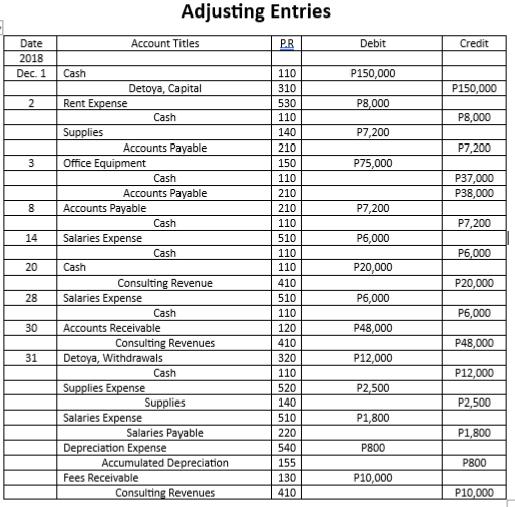 Adjusting Entries
Date Account Titles P.R Debit Credit
2018
Dec. 1 Cash 110 P150,000
Detoya, Capital 310 P150,000
2 Rent Expense 530 P8,000
Cash 110 P8,000
Supplies 140 P7,200
Accounts Payable 210 P7,200
3 Office Equipment 150 P75,000
Cash 110 P37,000
Accounts Payable 210 P38,000
8 Accounts Payable 210 P7,200
Cash 110 P7,200
14 Salaries Expense 510 P6,000
Cash 110 P6,000
20 Cash 110 P20,000
Consulting Revenue 410 P20,000
28 Salaries Expense 510 P6,000
Cash 110 P6,000
30 Accounts Receivable 120 P48,000
Consulting Revenues 410 P48,000
31 Detoya, Withdrawals 320 P12,000
Cash 110 P12,000
Supplies Expense 520 P2,500
Supplies 140 P2,500
Salaries Expense 510 P1,800
Salaries Payable 220 P1,800
Depreciation Expense 540 P800
Accumulated Depreciation 155 P800
Fees Receivable 130 P10,000
Consulting Revenues 410 P10,000